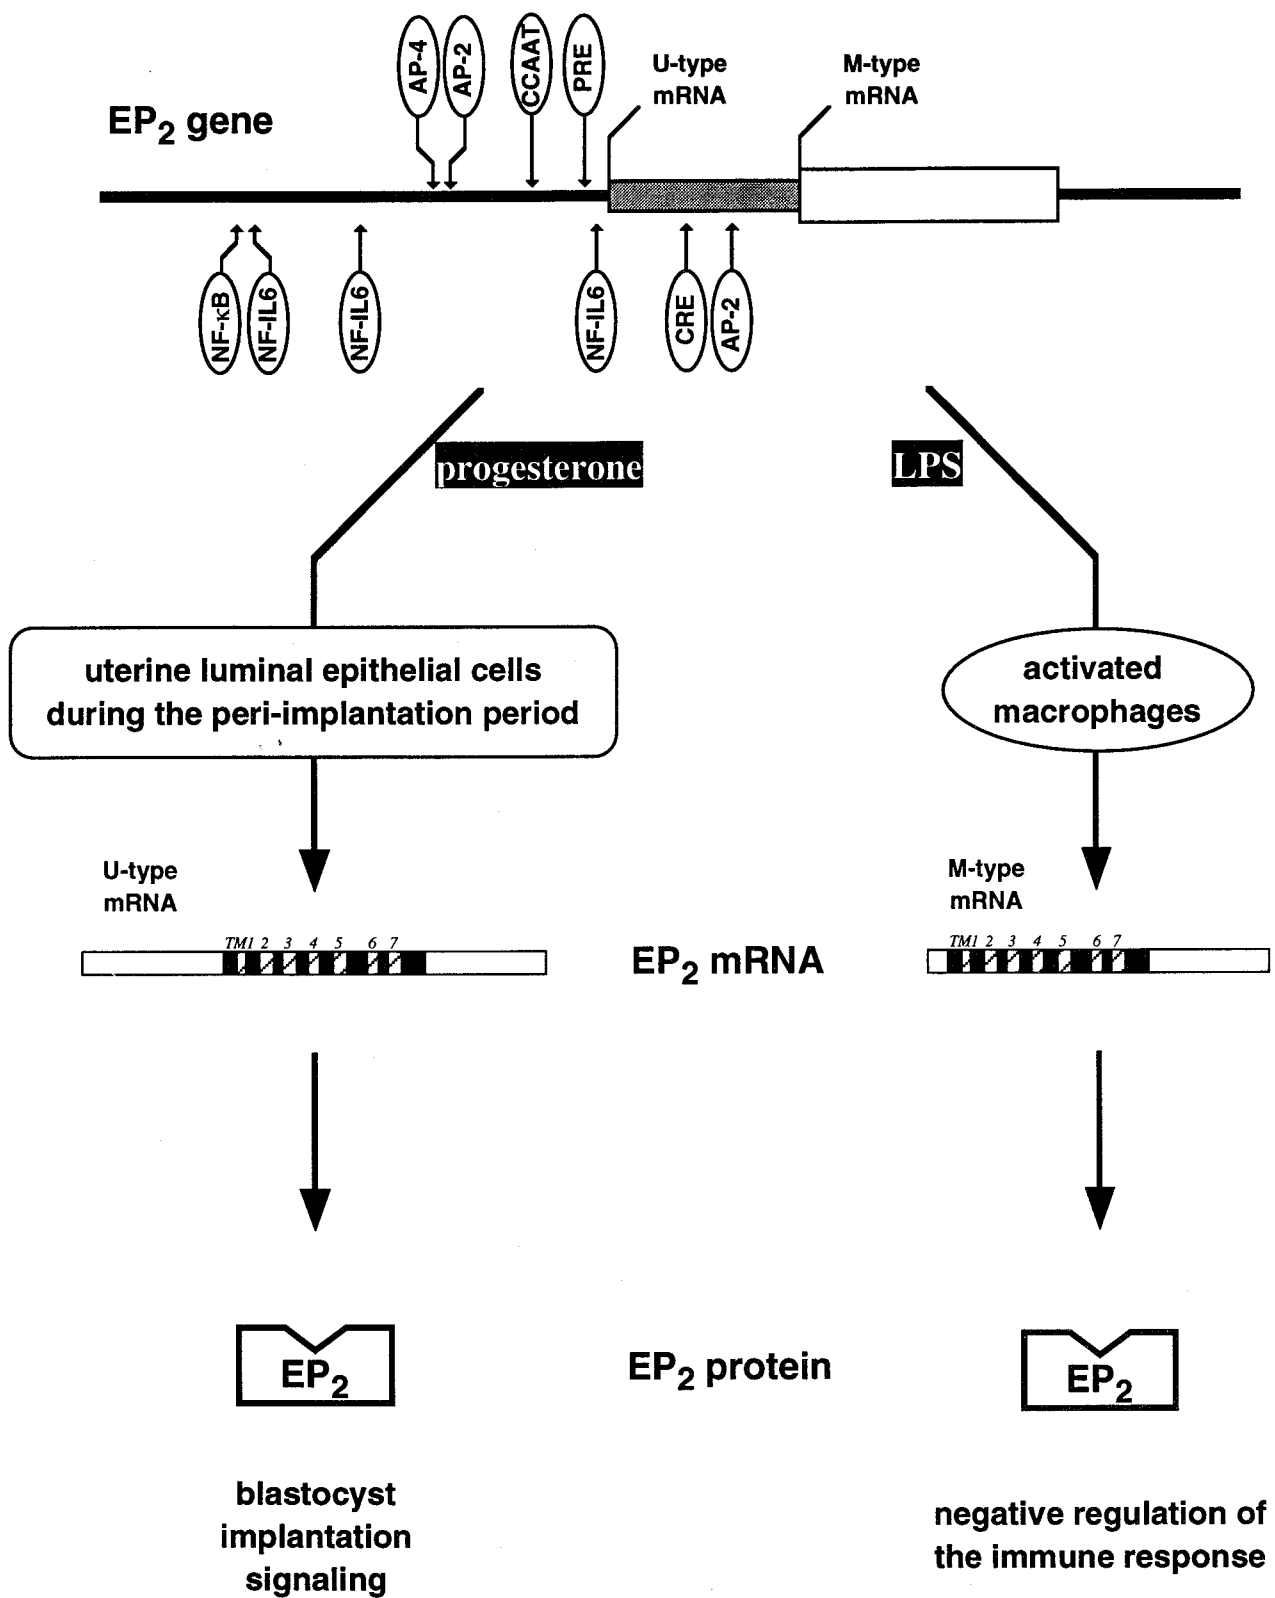 AP-4
AP-2
CCAAT
PRE
U-type
mRNA
M-type
mRNA
EP2 gene
NF-κB
NF-IL6
NF-IL6
NF-IL6
CRE
AP-2
progesterone
LPS
uterine luminal epithelial cells
during the peri-implantation period
activated
macrophages
U-type
mRNA
M-type
mRNA
TM1 2 3 4 5 6 7
TM1 2 3 4 5 6 7
EP2 mRNA
EP2
EP2 protein
EP2
blastocyst
implantation
signaling
negative regulation of
the immune response